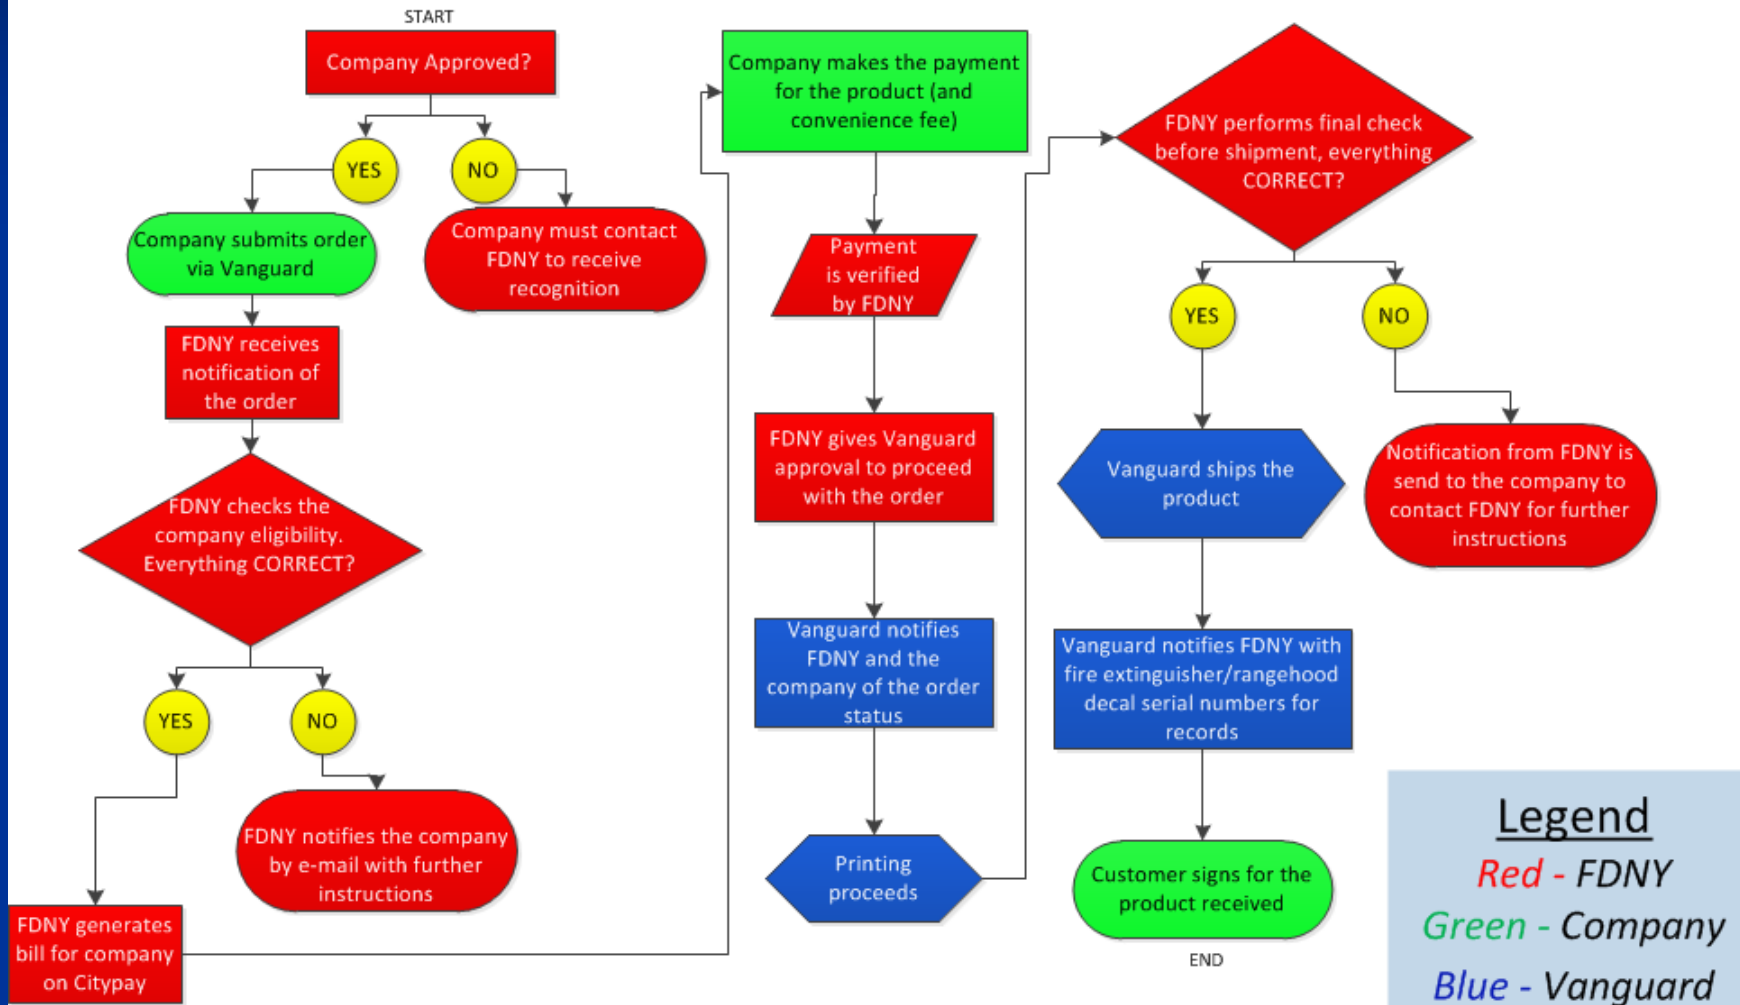 START
Company Approved?
YES
NO
Company submits order
via Vanguard
Company must contact
FDNY to receive
recognition
FDNY receives
notification of
the order
FDNY checks the
company eligibility.
Everything CORRECT?
YES
NO
FDNY notifies the company
by e-mail with further
instructions
FDNY generates
bill for company
on Citypay
Company makes the payment
for the product (and
convenience fee)
Payment
is verified
by FDNY
FDNY gives Vanguard
approval to proceed
with the order
Vanguard notifies
FDNY and the
company of the order
status
Printing
proceeds
FDNY performs final check
before shipment, everything
CORRECT?
YES
NO
Vanguard ships the
product
Notification from FDNY is
send to the company to
contact FDNY for further
instructions
Vanguard notifies FDNY with
fire extinguisher/rangehood
decal serial numbers for
records
Customer signs for the
product received
END
Legend
Red - FDNY
Green - Company
Blue - Vanguard